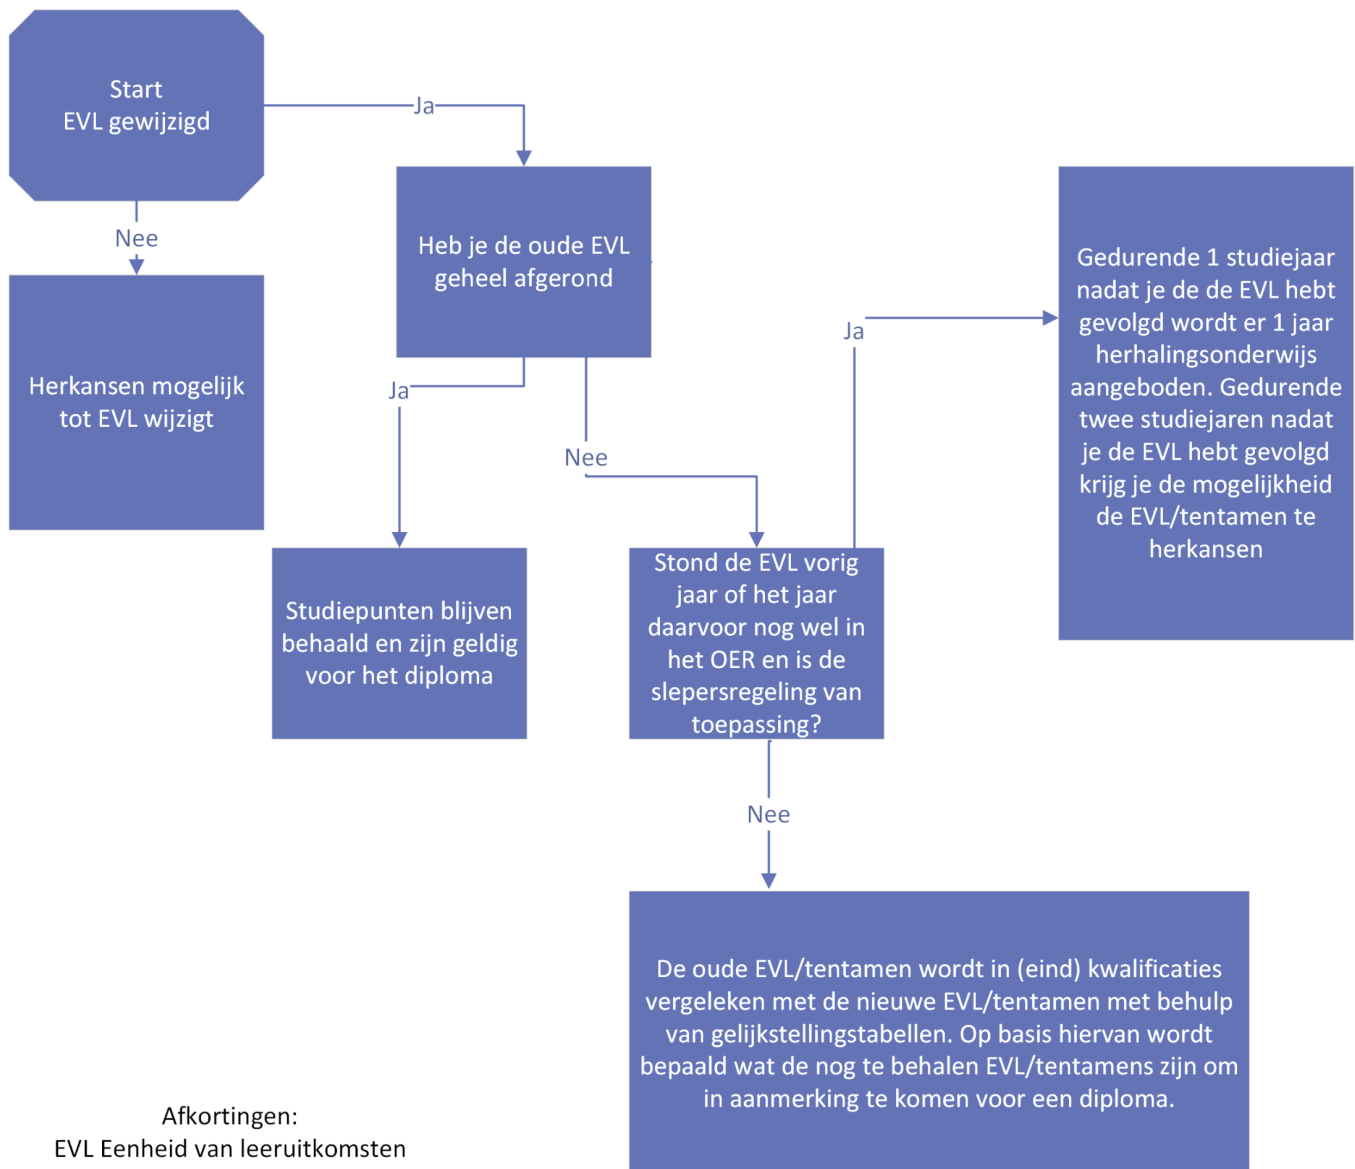 Start
EVL gewijzigd
Ja
Nee
Herkansen mogelijk
tot EVL wijzigt
Heb je de oude EVL
geheel afgerond
Ja
Nee
Studiepunten blijven
behaald en zijn geldig
voor het diploma
Stond de EVL vorig
jaar of het jaar
daarvoor nog wel in
het OER en is de
slepersregeling van
toepassing?
Ja
Gedurende 1 studiejaar
nadat je de de EVL hebt
gevolgd wordt er 1 jaar
herhalingsonderwijs
aangeboden. Gedurende
twee studiejaren nadat
je de EVL hebt gevolgd
krijg je de mogelijkheid
de EVL/tentamen te
herkansen
Nee
De oude EVL/tentamen wordt in (eind) kwalificaties
vergeleken met de nieuwe EVL/tentamen met behulp
van gelijkstellingstabellen. Op basis hiervan wordt
bepaald wat de nog te behalen EVL/tentamens zijn om
in aanmerking te komen voor een diploma.
Afkortingen:
EVL Eenheid van leeruitkomsten